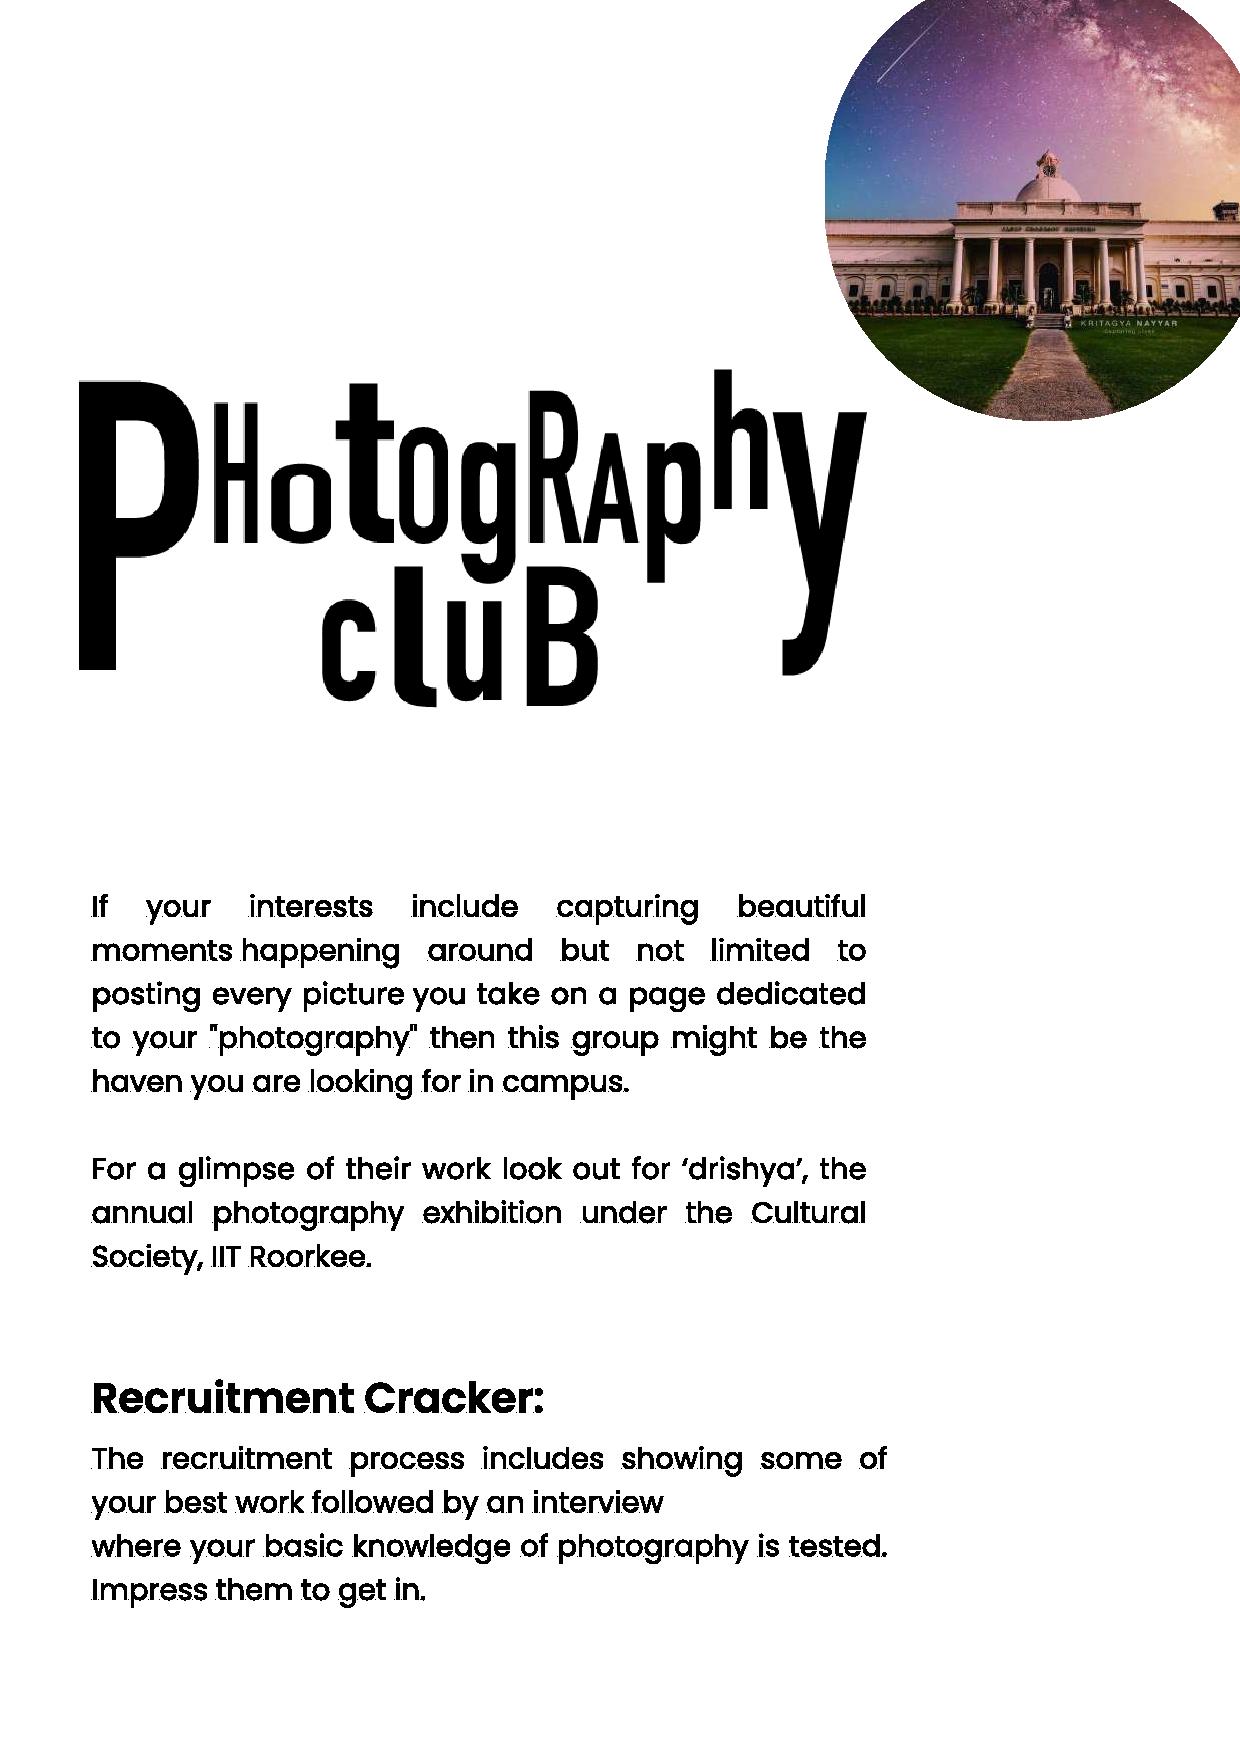 KRITAGYA NAYYAR
PHotogRAphy
cluB
If your interests include capturing beautiful
moments happening around but not limited to
posting every picture you take on a page dedicated
to your "photography" then this group might be the
haven you are looking for in campus.
For a glimpse of their work look out for ‘drishya’, the
annual photography exhibition under the Cultural
Society, IIT Roorkee.
Recruitment Cracker:
The recruitment process includes showing some of
your best work followed by an interview
where your basic knowledge of photography is tested.
Impress them to get in.